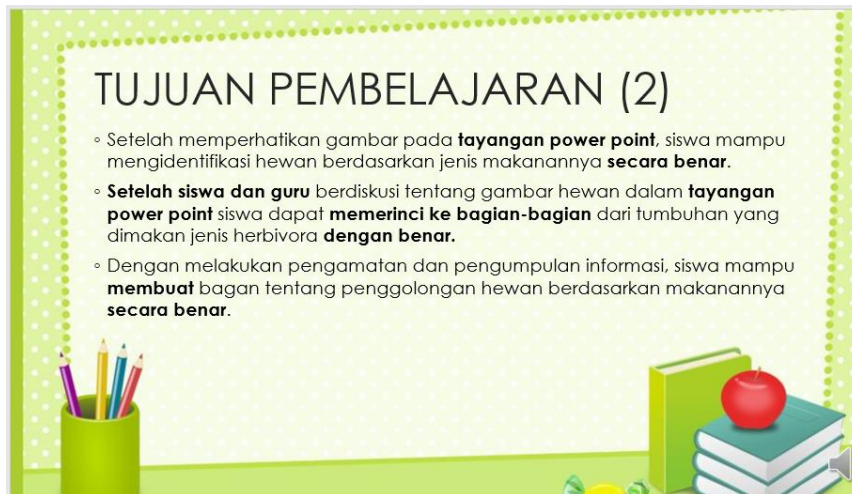 TUJUAN PEMBELAJARAN (2)
◦ Setelah memperhatikan gambar pada tayangan power point, siswa mampu
mengidentifikasi hewan berdasarkan jenis makanannya secara benar.
◦ Setelah siswa dan guru berdiskusi tentang gambar hewan dalam tayangan
power point siswa dapat memerinci ke bagian-bagian dari tumbuhan yang
dimakan jenis herbivora dengan benar.
◦ Dengan melakukan pengamatan dan pengumpulan informasi, siswa mampu
membuat bagan tentang penggolongan hewan berdasarkan makanannya
secara benar.